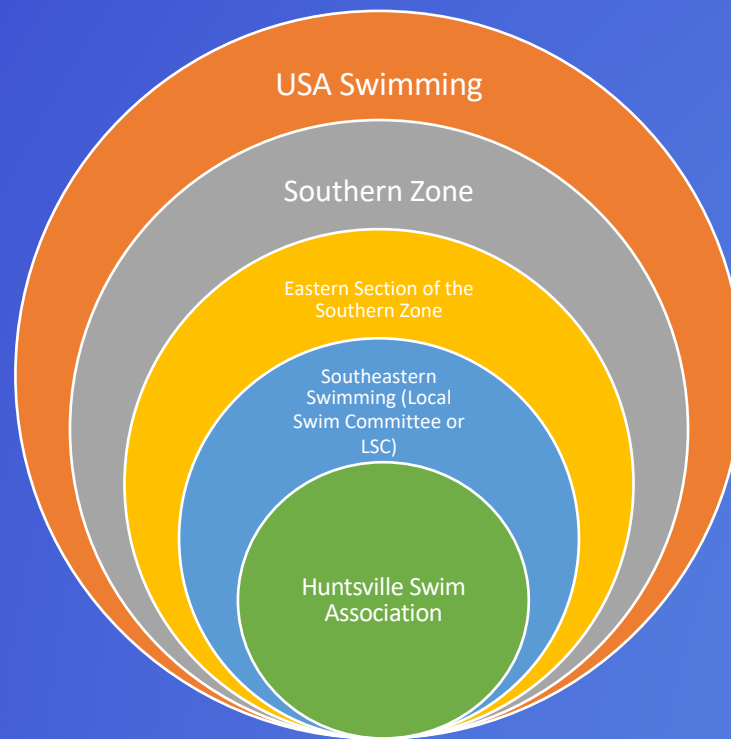 USA Swimming
Southern Zone
Eastern Section of the
Southern Zone
Southeastern
Swimming (Local
Swim Committee or
LSC)
Huntsville Swim
Association